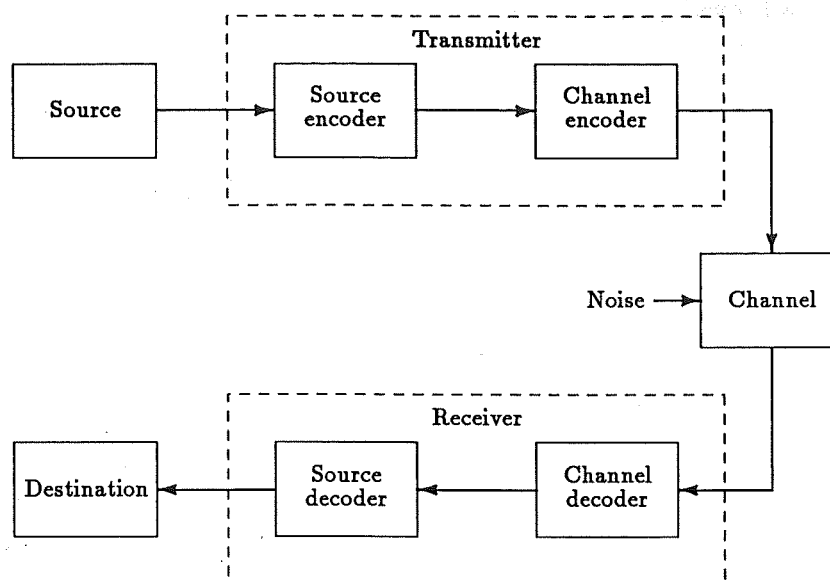 Transmitter
Source
Source
encoder
Channel
encoder
Noise
Channel
Receiver
Destination
Source
decoder
Channel
decoder